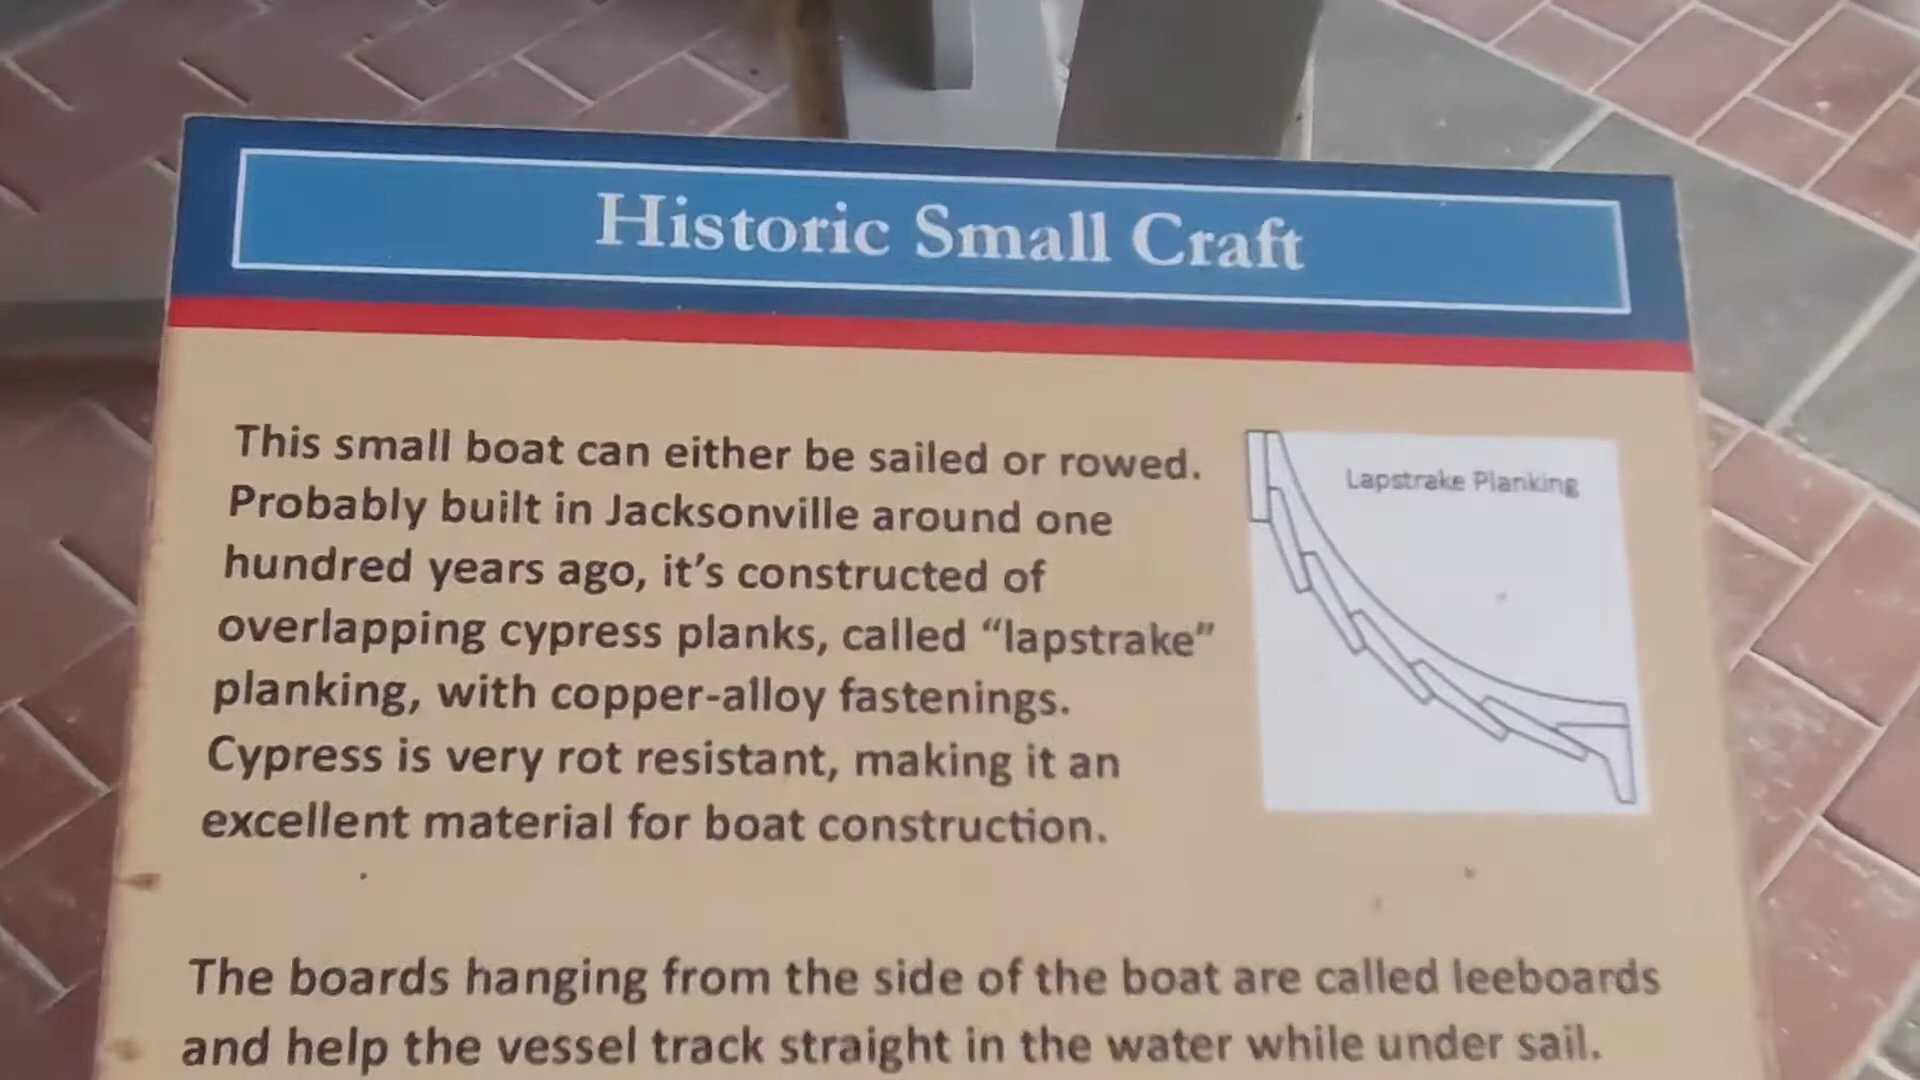 Historic Small Craft
This small boat can either be sailed or rowed.
Probably built in Jacksonville around one
hundred years ago, it's constructed of
overlapping cypress planks, called “lapstrake”
planking, with copper-alloy fastenings.
Cypress is very rot resistant, making it an
excellent material for boat construction.
Lapstrake Planking
The boards hanging from the side of the boat are called leeboards
and help the vessel track straight in the water while under sail.